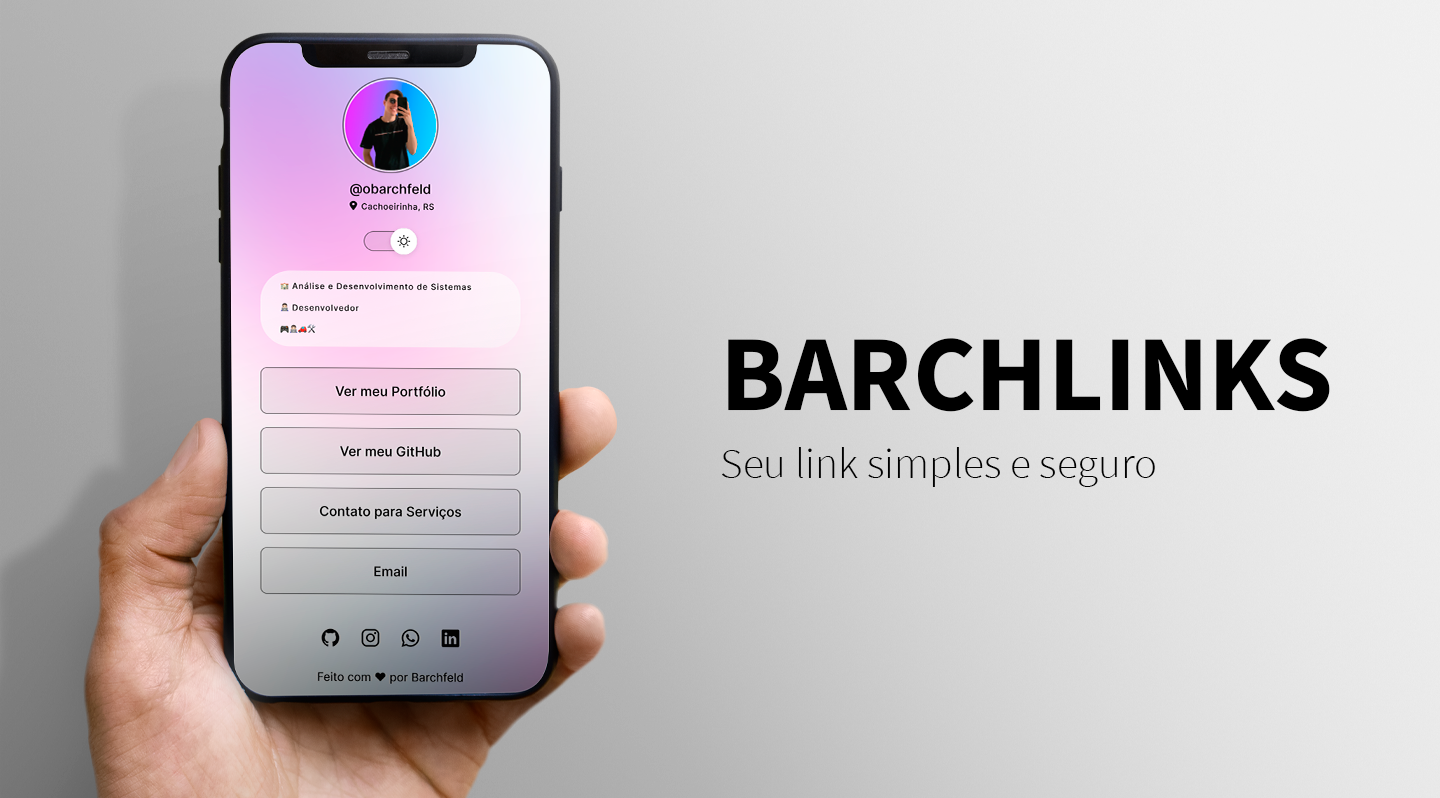 @obarchfeld
Cachoeirinha, RS
Análise e Desenvolvimento de Sistemas
Desenvolvedor
Ver meu Portfólio
Ver meu GitHub
Contato para Serviços
Email
Feito com ♥ por Barchfeld
BARCHLINKS
Seu link simples e seguro